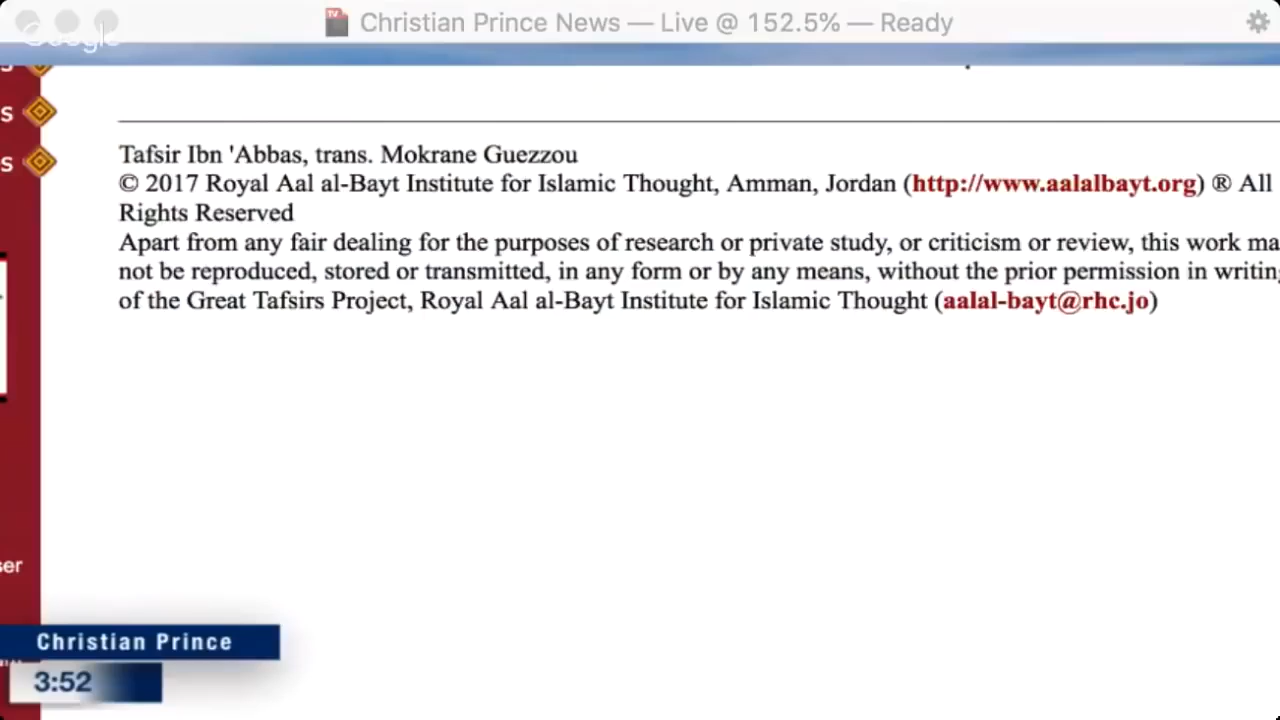 Christian Prince News — Live @ 152.5% — Ready
Google
s
s
s
Tafsir Ibn 'Abbas, trans. Mokrane Guezzou
© 2017 Royal Aal al-Bayt Institute for Islamic Thought, Amman, Jordan (http://www.aalalbayt.org) ® All
Rights Reserved
Apart from any fair dealing for the purposes of research or private study, or criticism or review, this work ma
not be reproduced, stored or transmitted, in any form or by any means, without the prior permission in writing
of the Great Tafsirs Project, Royal Aal al-Bayt Institute for Islamic Thought (aalal-bayt@rhc.jo)
ser
Christian Prince
3:52